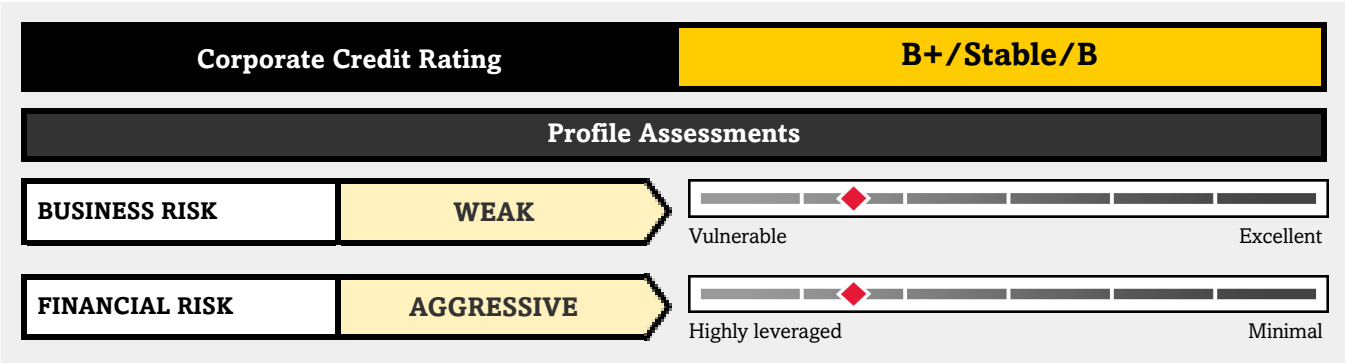 Corporate Credit Rating
B+/Stable/B
Profile Assessments
BUSINESS RISK
WEAK
Vulnerable
Excellent
FINANCIAL RISK
AGGRESSIVE
Highly leveraged
Minimal